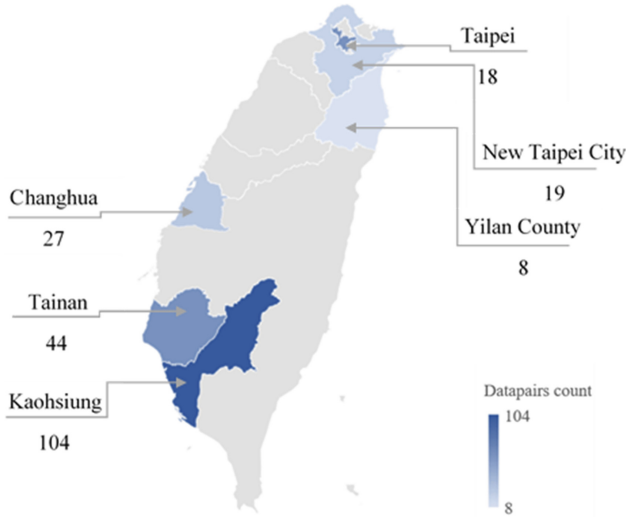 Taipei
18
New Taipei City
19
Yilan County
8
Changhua
27
Tainan
44
Kaohsiung
104
Datapairs count
104
8